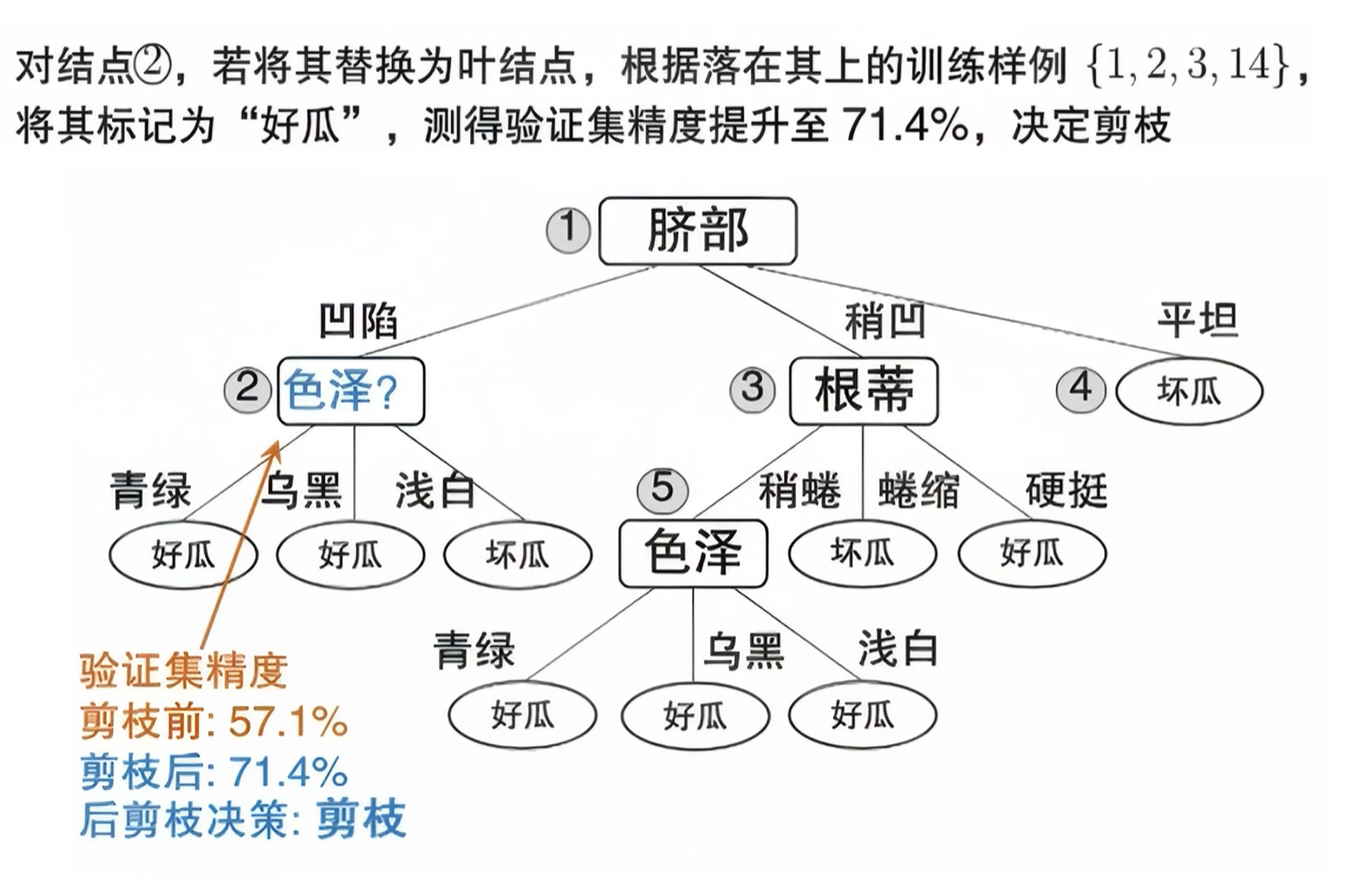 对结点②，若将其替换为叶结点，根据落在其上的训练样例 {1, 2, 3, 14}，
将其标记为“好瓜”，测得验证集精度提升至 71.4%，决定剪枝
1 脐部
凹陷 稍凹 平坦
2 色泽? 3 根蒂 4 坏瓜
青绿 乌黑 浅白 5 稍蜷 蜷缩 硬挺
好瓜 好瓜 坏瓜 色泽 坏瓜 好瓜
青绿 乌黑 浅白
好瓜 好瓜 好瓜
验证集精度
剪枝前: 57.1%
剪枝后: 71.4%
后剪枝决策: 剪枝